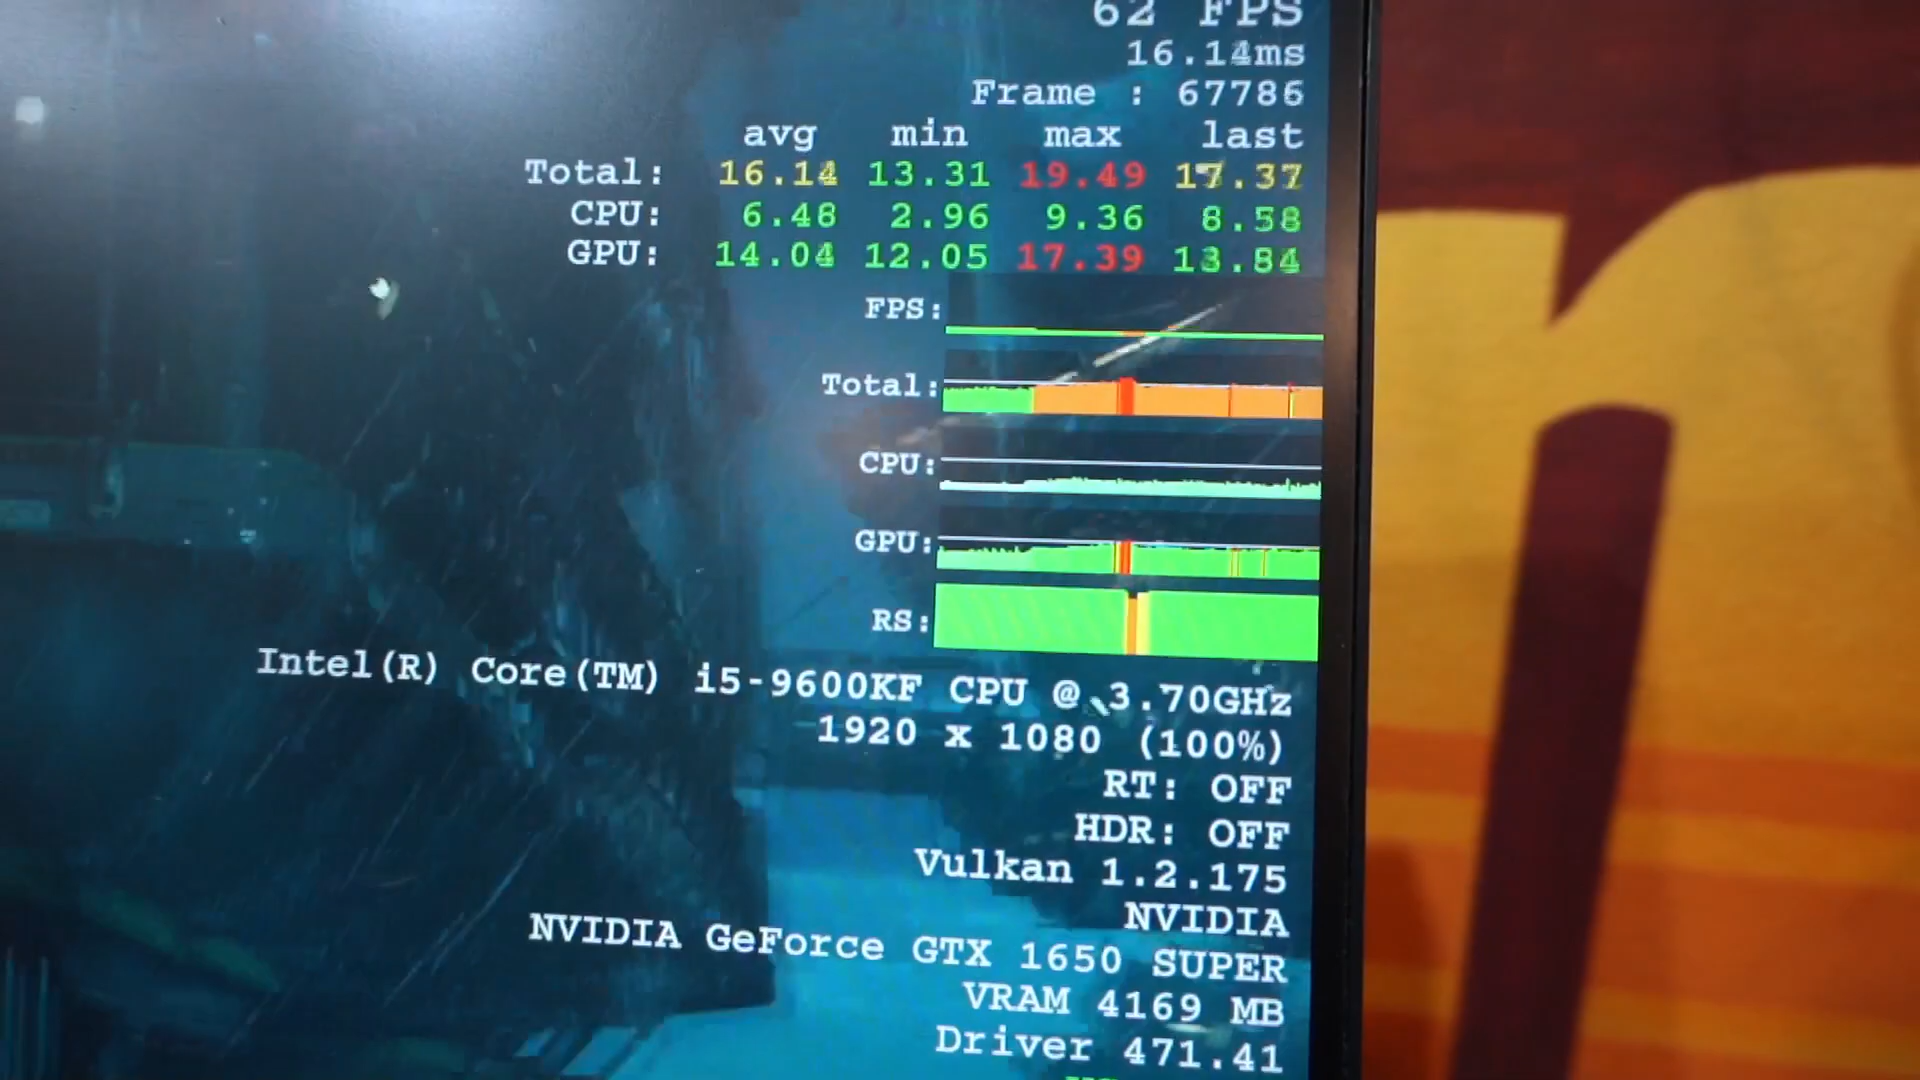 62 FPS
16.14ms
Frame : 67786
avg min max last
Total: 16.14 13.31 19.49 17.37
CPU: 6.48 2.96 9.36 8.58
GPU: 14.04 12.05 17.39 13.84
FPS:
Total:
CPU:
GPU:
RS:
Intel(R) Core(TM) i5-9600KF CPU @ 3.70GHz
1920 x 1080 (100%)
RT: OFF
HDR: OFF
Vulkan 1.2.175
NVIDIA
NVIDIA GeForce GTX 1650 SUPER
VRAM 4169 MB
Driver 471.41